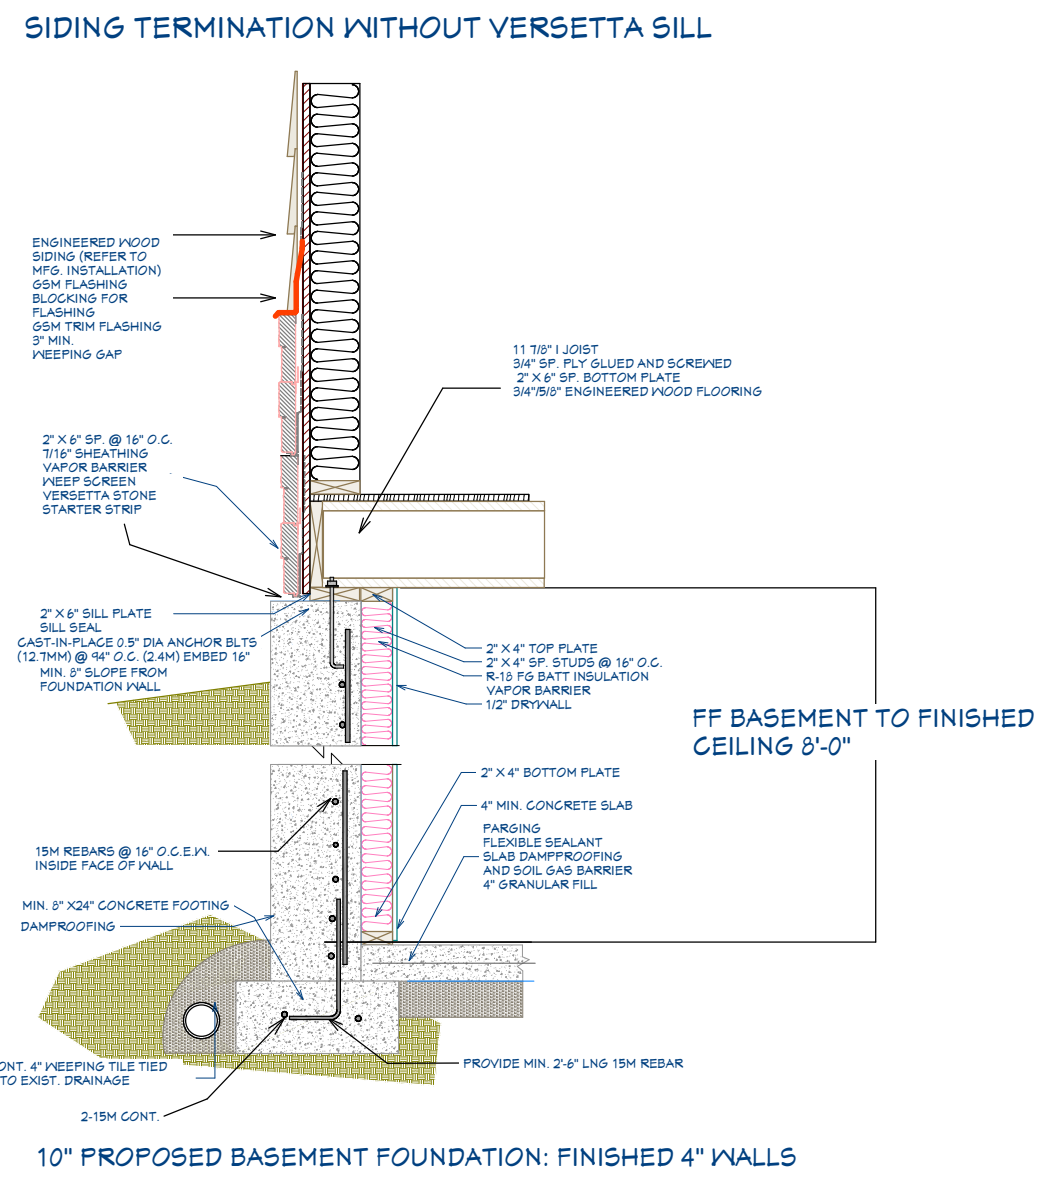 SIDING TERMINATION WITHOUT VERSETTA SILL
ENGINEERED WOOD
SIDING (REFER TO
MFG. INSTALLATION)
GSM FLASHING
BLOCKING FOR
FLASHING
GSM TRIM FLASHING
3" MIN.
WEEPING GAP
11 7/8" I JOIST
3/4" SP. PLY GLUED AND SCREWED
2" X 6" SP. BOTTOM PLATE
3/4"/5/8" ENGINEERED WOOD FLOORING
2" X 6" SP. @ 16" O.C.
7/16" SHEATHING
VAPOR BARRIER
WEEP SCREEN
VERSETTA STONE
STARTER STRIP
2" X 6" SILL PLATE
SILL SEAL
CAST-IN-PLACE 0.5" DIA ANCHOR BLTS
(12.7MM) @ 94" O.C. (2.4M) EMBED 16"
MIN. 8" SLOPE FROM
FOUNDATION WALL
2" X 4" TOP PLATE
2" X 4" SP. STUDS @ 16" O.C.
R-18 FG BATT INSULATION
VAPOR BARRIER
1/2" DRYWALL
FF BASEMENT TO FINISHED
CEILING 8'-0"
2" X 4" BOTTOM PLATE
4" MIN. CONCRETE SLAB
PARGING
FLEXIBLE SEALANT
SLAB DAMPPROOFING
AND SOIL GAS BARRIER
4" GRANULAR FILL
15M REBARS @ 16" O.C.E.W.
INSIDE FACE OF WALL
MIN. 8" X24" CONCRETE FOOTING
DAMPROOFING
ONT. 4" WEEPING TILE TIED
TO EXIST. DRAINAGE
PROVIDE MIN. 2'-6" LNG 15M REBAR
2-15M CONT.
10" PROPOSED BASEMENT FOUNDATION: FINISHED 4" WALLS